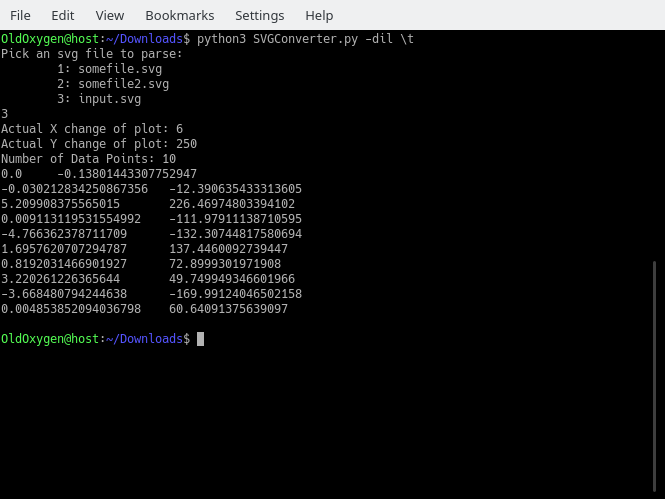 File Edit View Bookmarks Settings Help
OldOxygen@host:~/Downloads$ python3 SVGConverter.py -dil \t
Pick an svg file to parse:
1: somefile.svg
2: somefile2.svg
3: input.svg
3
Actual X change of plot: 6
Actual Y change of plot: 250
Number of Data Points: 10
0.0 -0.13801443307752947
-0.030212834250867356 -12.390635433313605
5.209908375565015 226.46974803394102
0.009113119531554992 -111.97911138710595
-4.766362378711709 -132.30744817580694
1.6957620707294787 137.4460092739447
0.8192031466901927 72.8999301971908
3.220261226365644 49.749949346601966
-3.668480794244638 -169.99124046502158
0.004853852094036798 60.64091375639097
OldOxygen@host:~/Downloads$